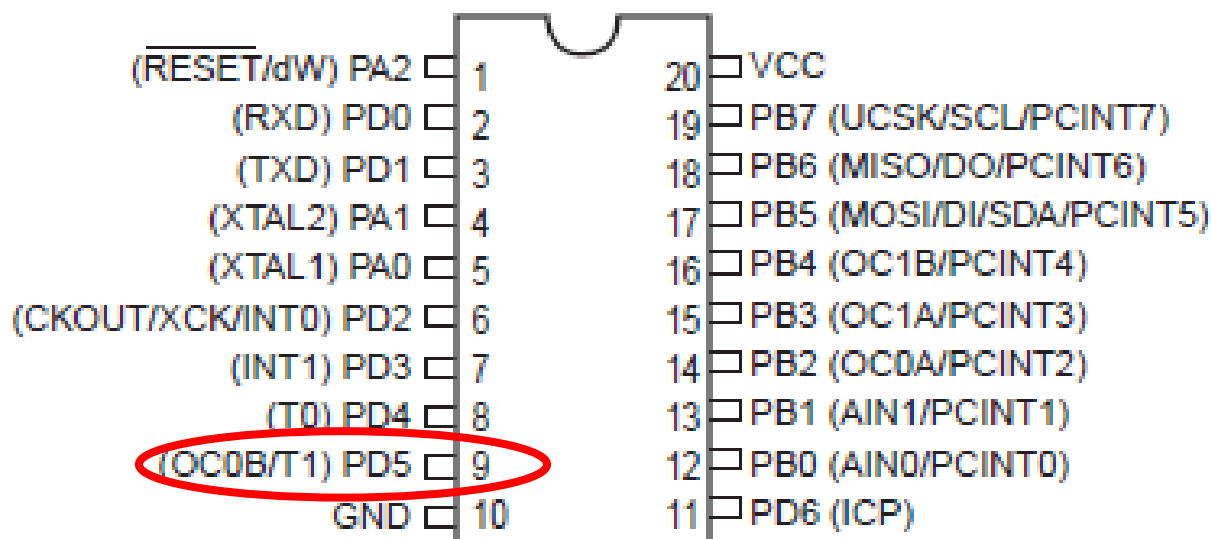 (RESET/dW) PA2 1 20 VCC
(RXD) PD0 2 19 PB7 (UCSK/SCL/PCINT7)
(TXD) PD1 3 18 PB6 (MISO/DO/PCINT6)
(XTAL2) PA1 4 17 PB5 (MOSI/DI/SDA/PCINT5)
(XTAL1) PA0 5 16 PB4 (OC1B/PCINT4)
(CKOUT/XCK/INT0) PD2 6 15 PB3 (OC1A/PCINT3)
(INT1) PD3 7 14 PB2 (OC0A/PCINT2)
(T0) PD4 8 13 PB1 (AIN1/PCINT1)
(OC0B/T1) PD5 9 12 PB0 (AIN0/PCINT0)
GND 10 11 PD6 (ICP)